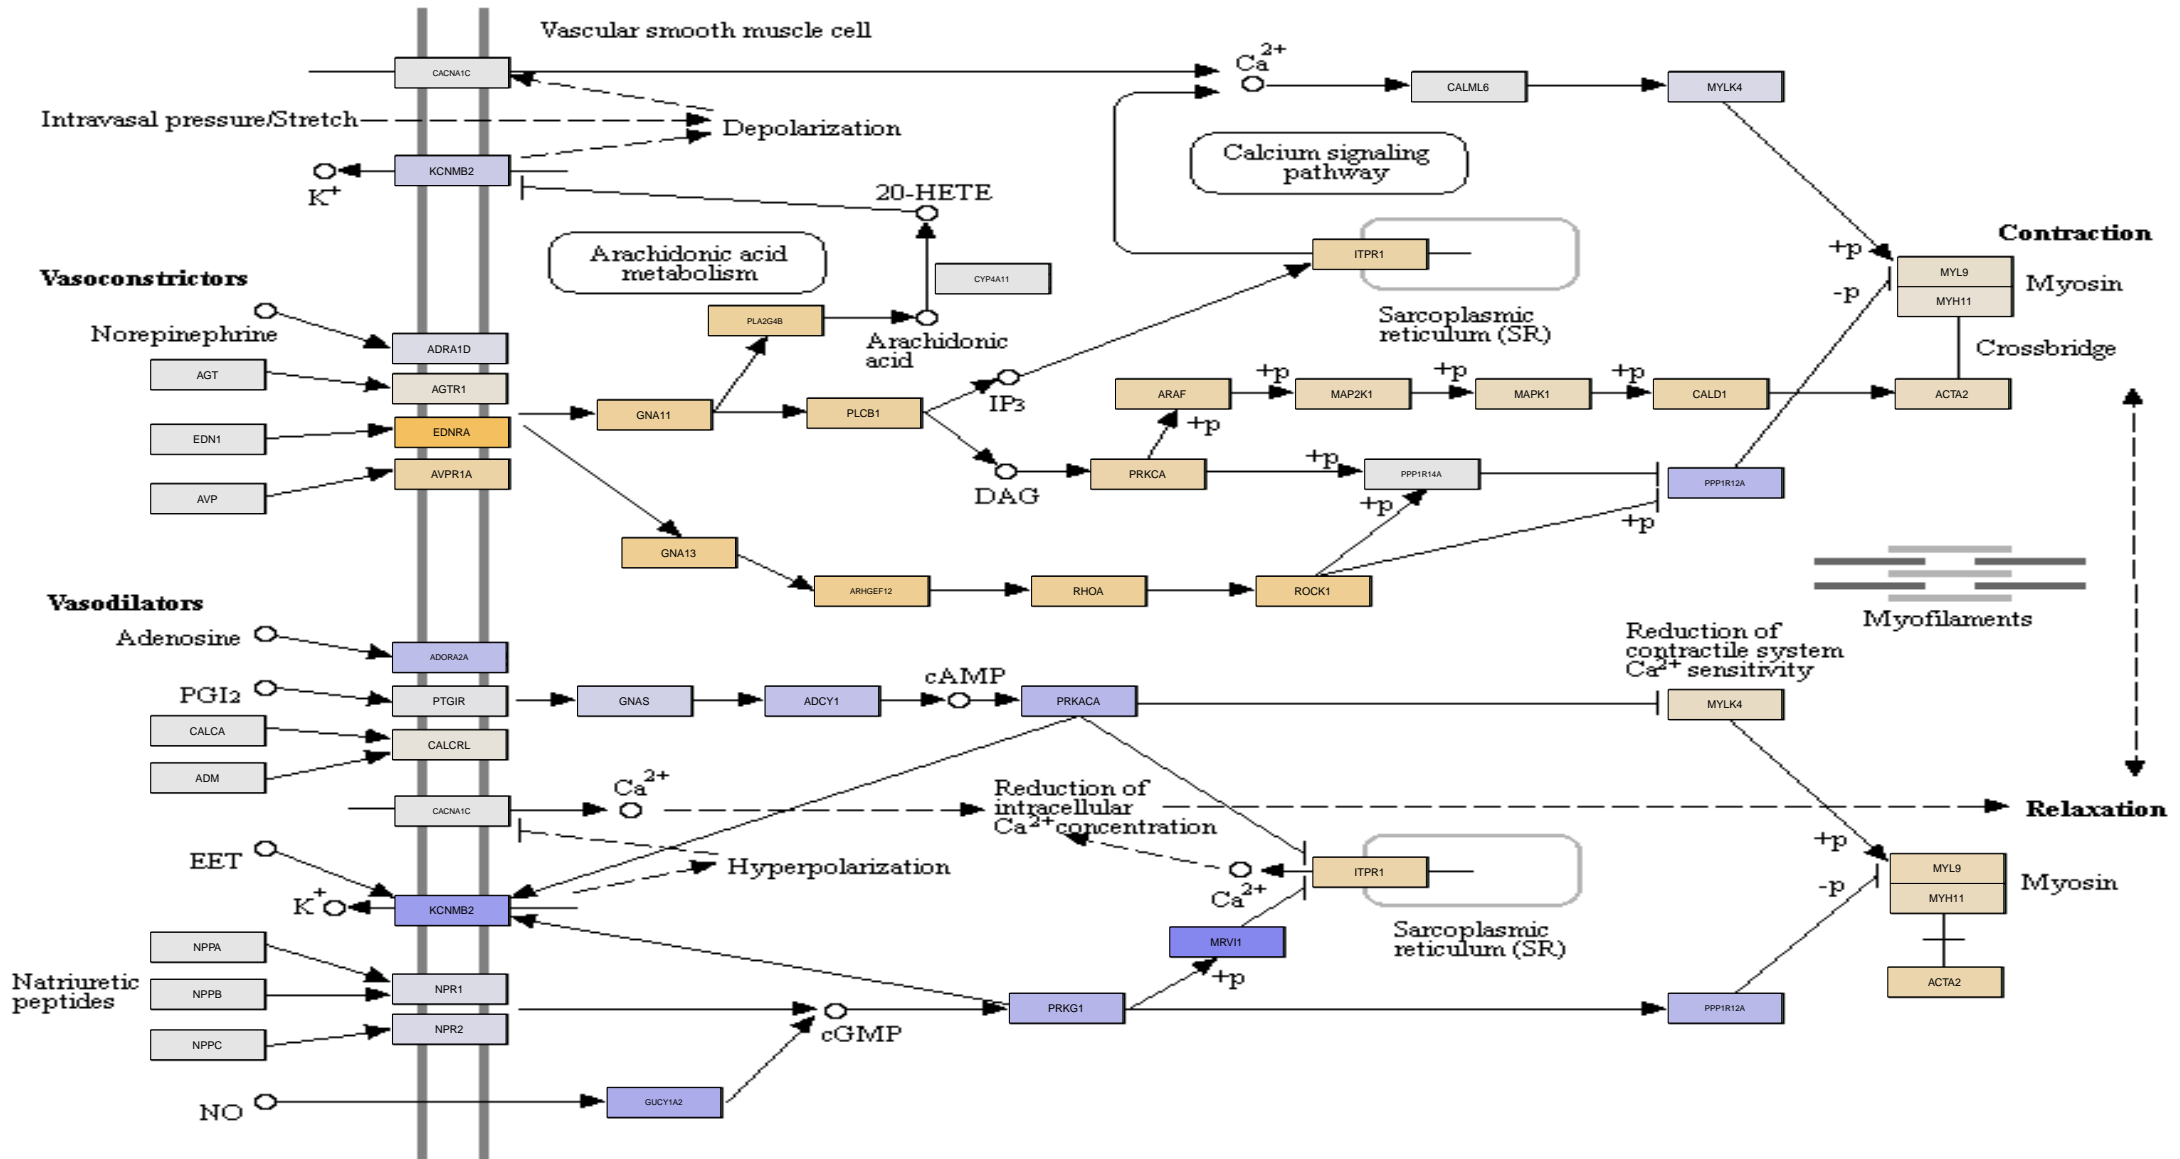 Vascular smooth muscle cell
CACNA1C
Ca2+
CALML6
MYLK4
Intravasal pressure/Stretch
Depolarization
KCNMB2
K+
Calcium signaling
pathway
20-HETE
Arachidonic acid
metabolism
CYP4A11
ITPR1
+p
Contraction
MYL9
MYH11
Myosin
-p
Vasoconstrictors
PLA2G4B
Arachidonic
acid
Sarcoplasmic
reticulum (SR)
Norepinephrine
ADRA1D
Crossbridge
AGT
AGTR1
IP3
ARAF
+p
MAP2K1
+p
MAPK1
+p
CALD1
ACTA2
GNA11
PLCB1
+p
EDN1
EDNRA
AVP
AVPR1A
DAG
PRKCA
+p
PPP1R14A
PPP1R12A
+p
+p
GNA13
ARHGEF12
RHOA
ROCK1
Myofilaments
Vasodilators
Adenosine
ADORA2A
Reduction of
contractile system
Ca2+ sensitivity
PGI2
PTGIR
GNAS
ADCY1
cAMP
PRKACA
MYLK4
CALCA
CALCRL
ADM
CACNA1C
Ca2+
Reduction of
intracellular
Ca2+concentration
Relaxation
EET
Hyperpolarization
Ca2+
ITPR1
+p
MYL9
MYH11
Myosin
-p
K+
KCNMB2
Sarcoplasmic
reticulum (SR)
MRVI1
+p
NPPA
Natriuretic
peptides
NPPB
NPR1
ACTA2
NPPC
NPR2
cGMP
PRKG1
PPP1R12A
NO
GUCY1A2